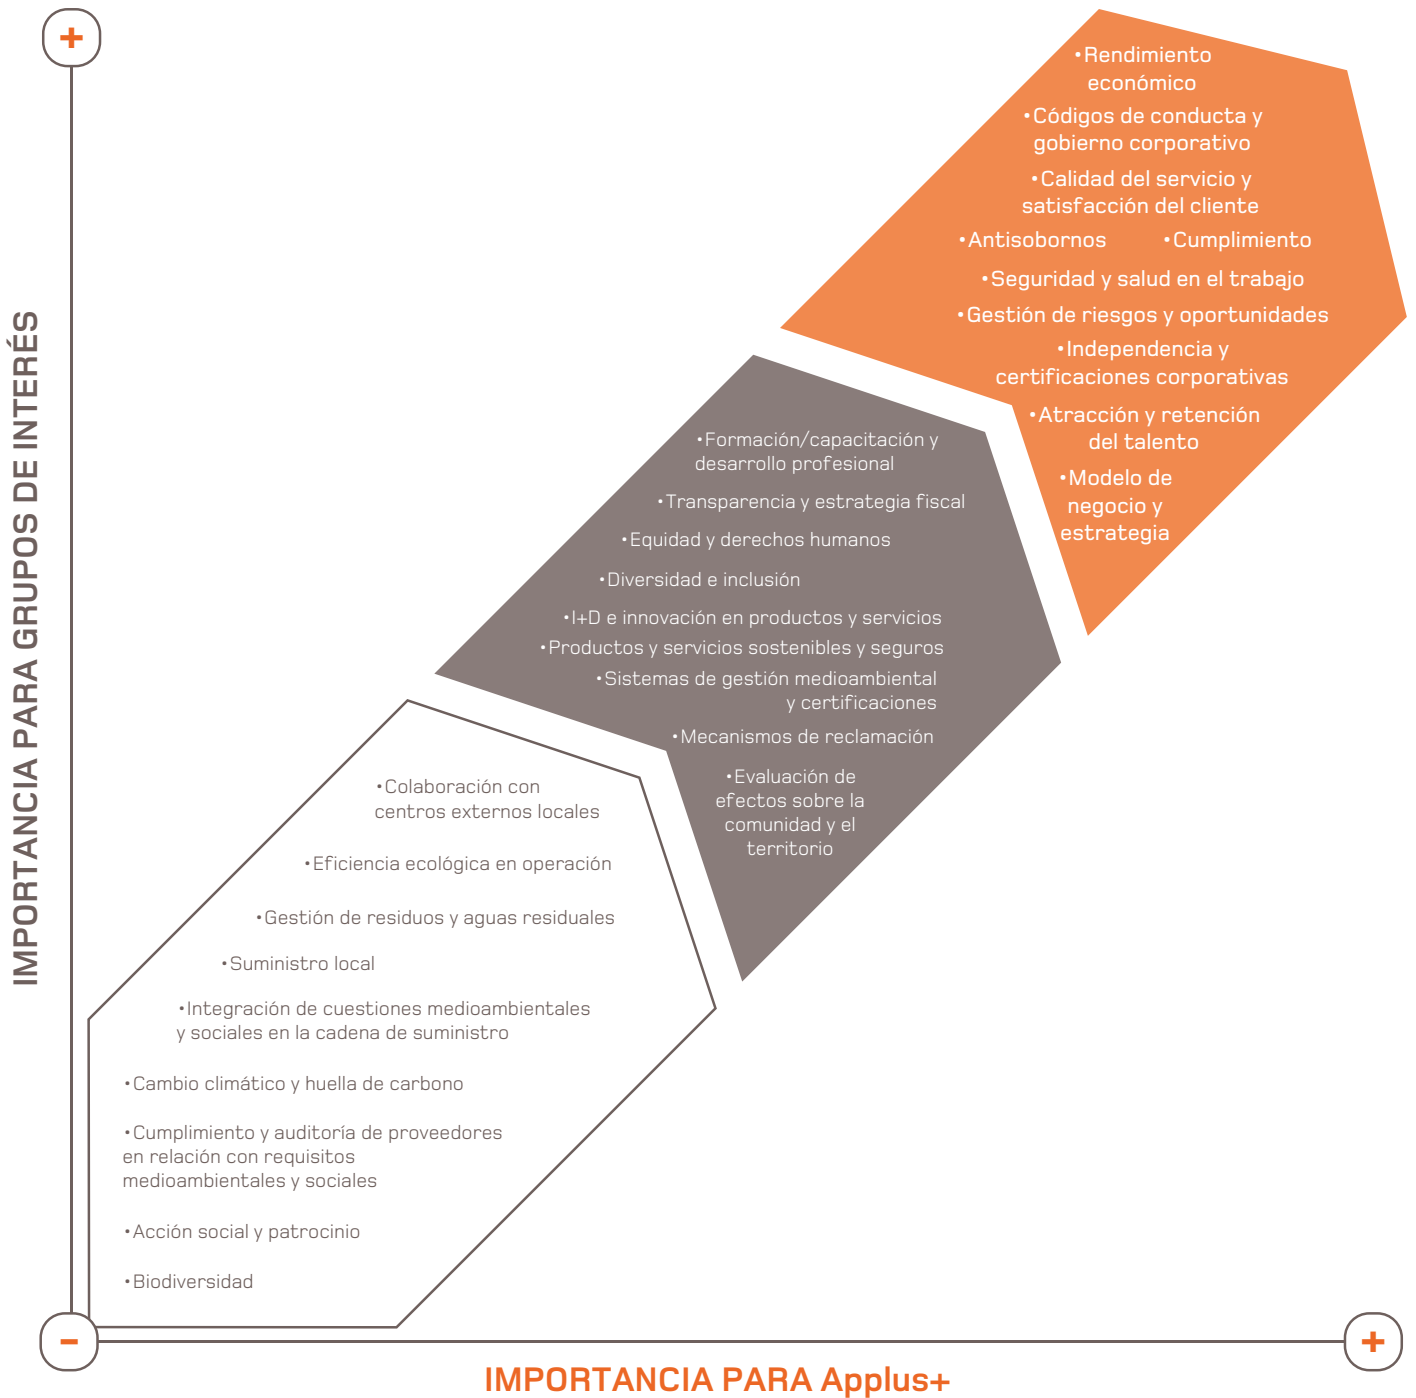 +
•Rendimiento
económico
•Códigos de conducta y
gobierno corporativo
•Calidad del servicio y
satisfacción del cliente
•Antisobornos •Cumplimiento
•Seguridad y salud en el trabajo
•Gestión de riesgos y oportunidades
•Independencia y
certificaciones corporativas
•Atracción y retención
del talento
•Modelo de
negocio y
estrategia
•Formación/capacitación y
desarrollo profesional
•Transparencia y estrategia fiscal
•Equidad y derechos humanos
•Diversidad e inclusión
•I+D e innovación en productos y servicios
•Productos y servicios sostenibles y seguros
•Sistemas de gestión medioambiental
y certificaciones
•Mecanismos de reclamación
•Evaluación de
efectos sobre la
comunidad y el
territorio
•Colaboración con
centros externos locales
•Eficiencia ecológica en operación
•Gestión de residuos y aguas residuales
•Suministro local
•Integración de cuestiones medioambientales
y sociales en la cadena de suministro
•Cambio climático y huella de carbono
•Cumplimiento y auditoría de proveedores
en relación con requisitos
medioambientales y sociales
•Acción social y patrocinio
•Biodiversidad
IMPORTANCIA PARA GRUPOS DE INTERÉS
- +
IMPORTANCIA PARA Applus+